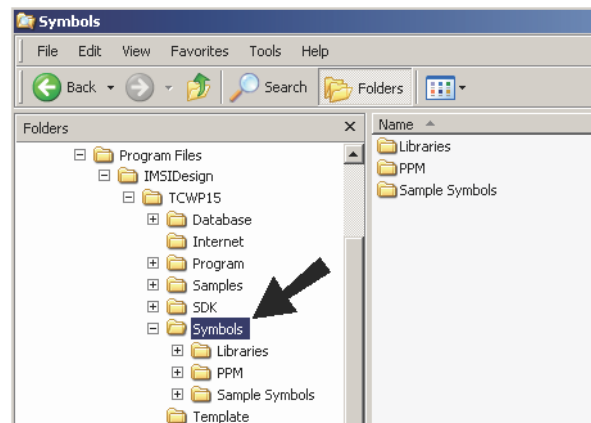 Symbols
File Edit View Favorites Tools Help
Back Search Folders
Folders x
Program Files
IMSIDesign
TCWP15
Database
Internet
Program
Samples
SDK
Symbols
Libraries
PPM
Sample Symbols
Template
Name
Libraries
PPM
Sample Symbols